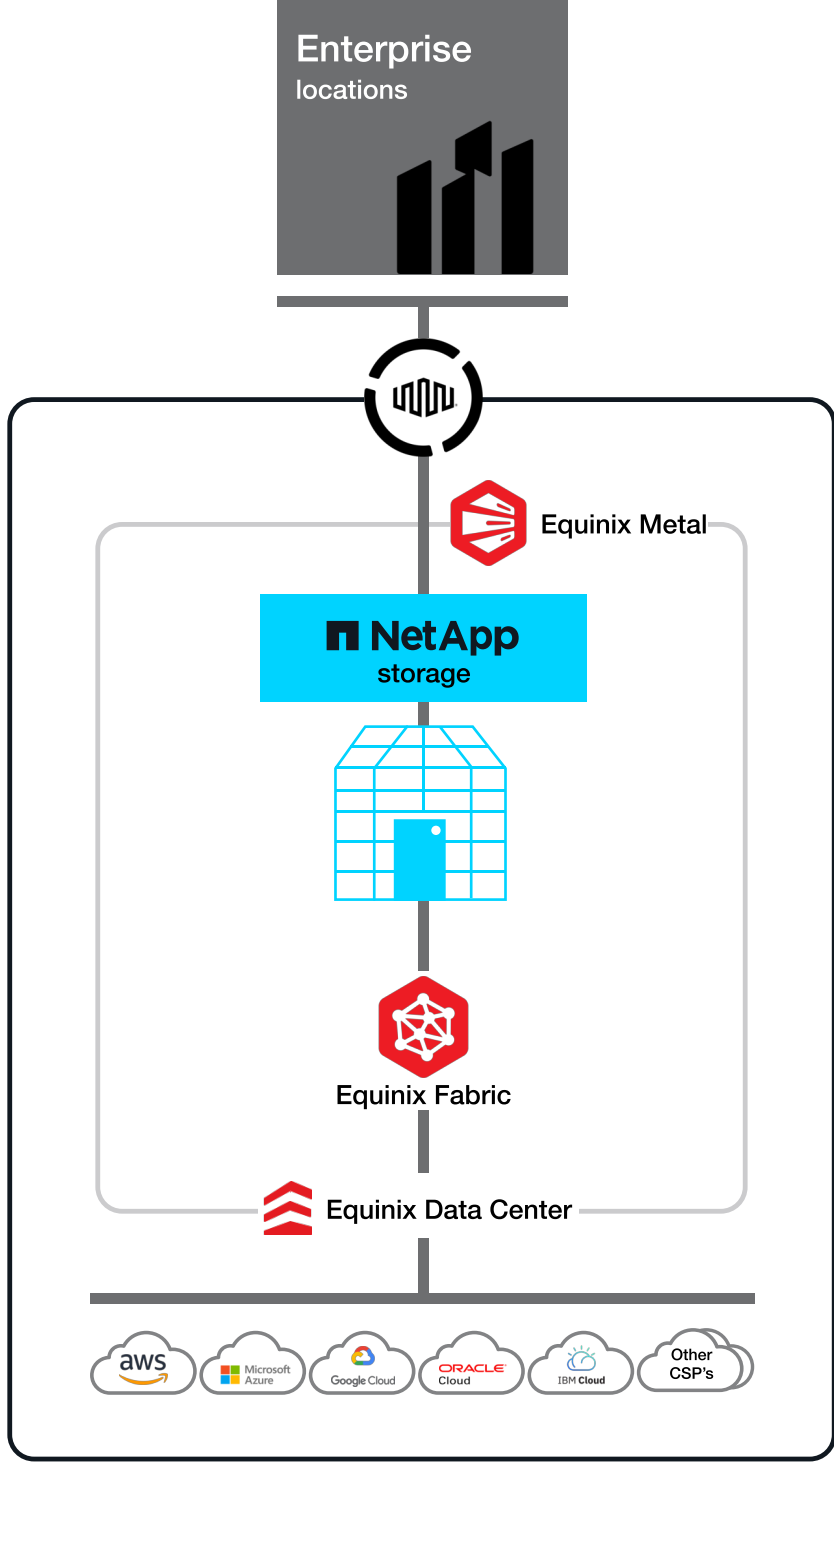 Enterprise
locations
Equinix Metal
NetApp
storage
Equinix Fabric
Equinix Data Center
aws
Microsoft
Azure
Google Cloud
ORACLE
Cloud
IBM Cloud
Other
CSP's